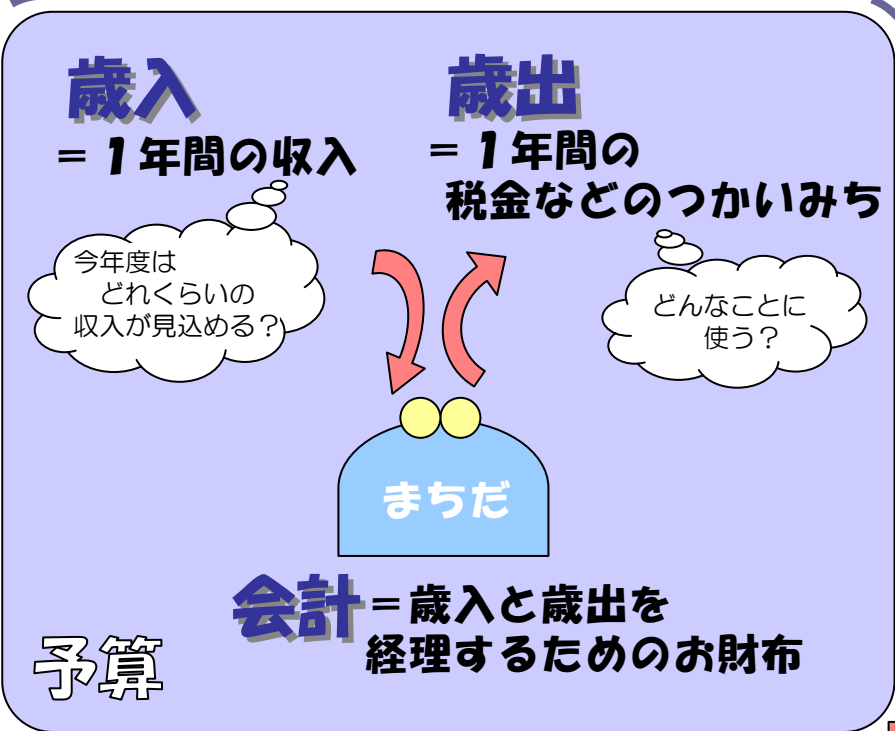 歳入
=1年間の収入
今年度は
どれくらいの
収入が見込める?
歳出
=1年間の
税金などのつかいみち
どんなことに
使う?
まちだ
会計=歳入と歳出を
経理するためのお財布
予算